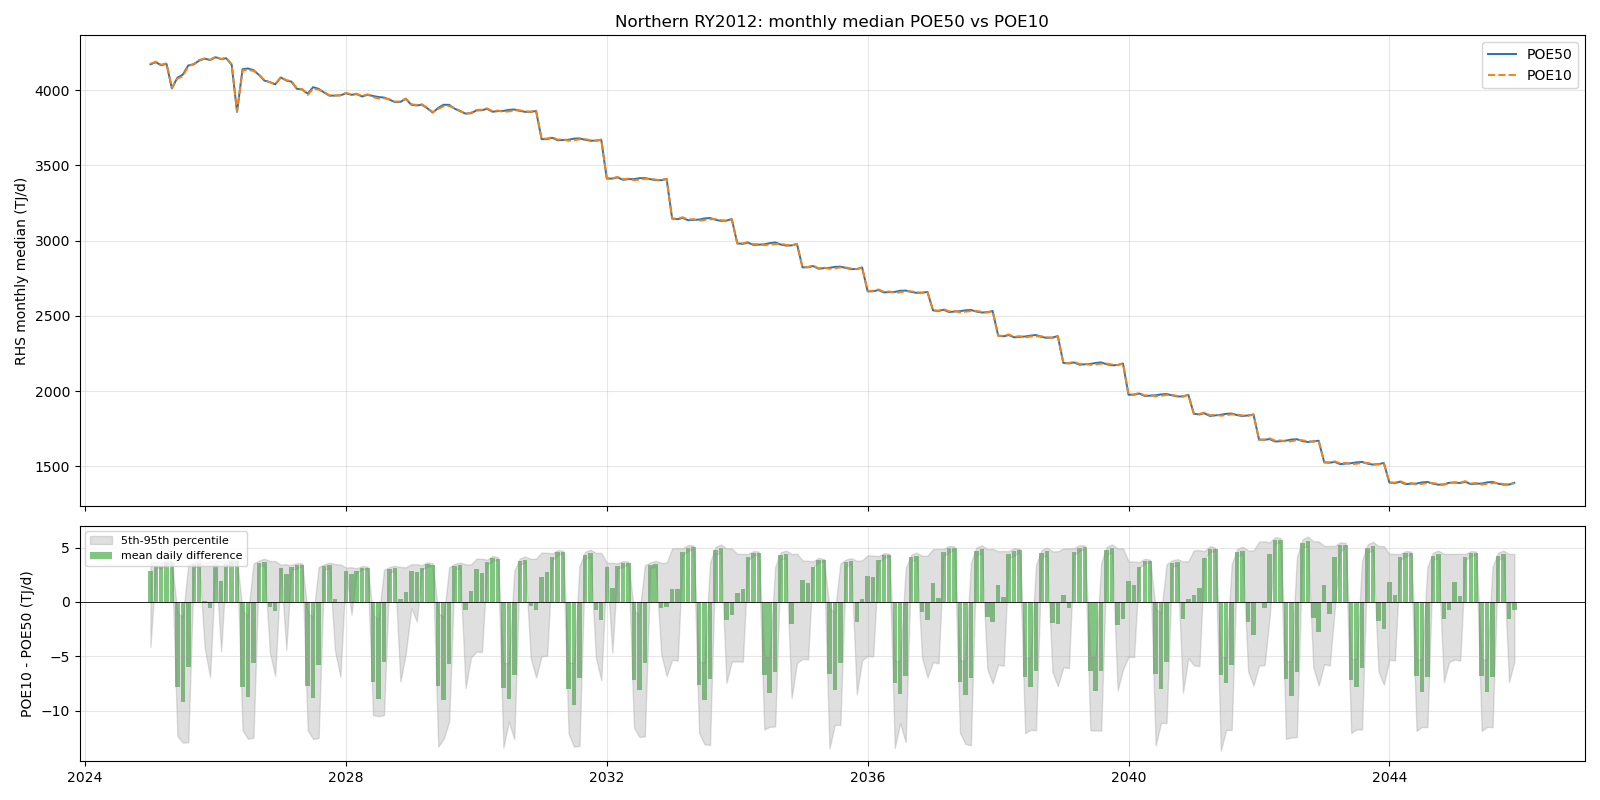 Northern RY2012: monthly median POE50 vs POE10
RHS monthly median (TJ/d)
4000
3500
3000
2500
2000
1500
POE50
POE10
POE10 - POE50 (TJ/d)
5
0
−5
−10
5th-95th percentile
mean daily difference
2024
2028
2032
2036
2040
2044